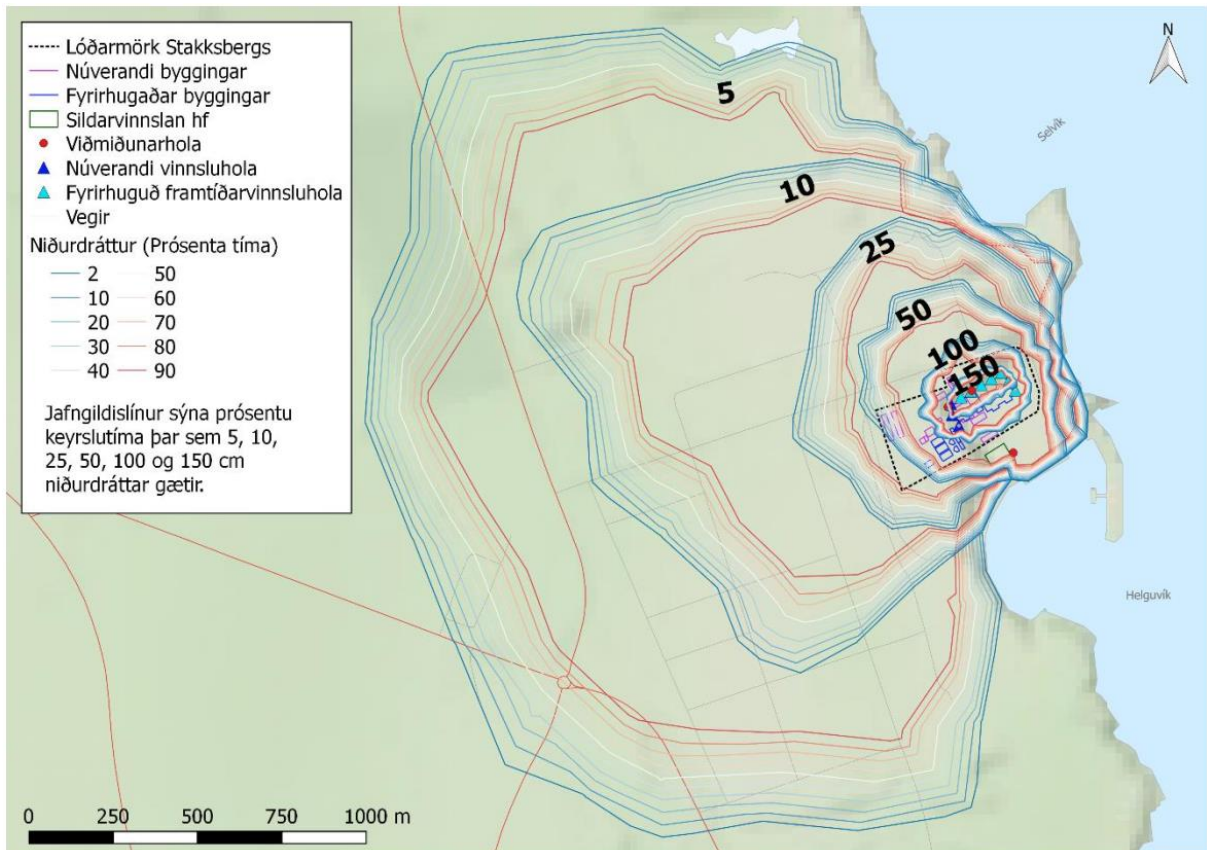 Lóðarmörk Stakksbergs
Núverandi byggingar
Fyrirhugaðar byggingar
Sildarvinnslan hf
Viðmiðunarhola
Núverandi vinnsluhola
Fyrirhuguð framtíðarvinnsluhola
Vegir
Niðurdráttur (Prósenta tíma)
2 50
10 60
20 70
30 80
40 90
Jafngildislínur sýna prósentu
keyrslutíma þar sem 5, 10,
25, 50, 100 og 150 cm
niðurdráttar gætir.
N
Selvík
5
10
25
50
100
150
Helguvík
0 250 500 750 1000 m